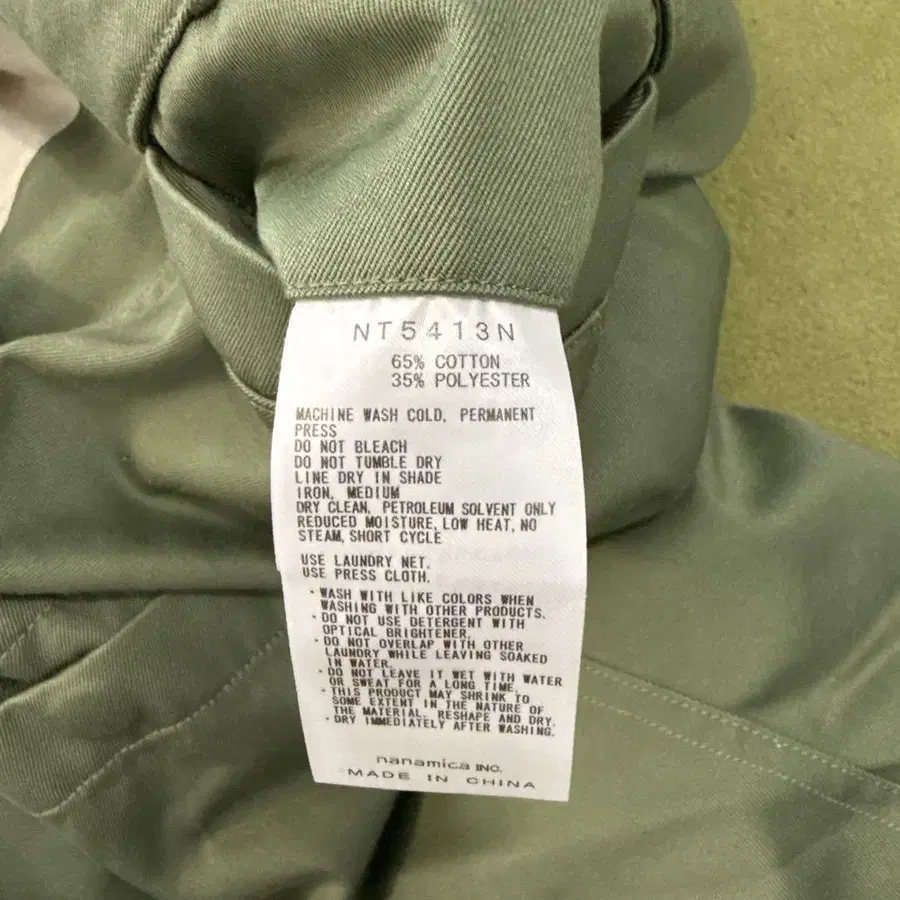 NT5413N
65% COTTON
35% POLYESTER
MACHINE WASH COLD, PERMANENT
PRESS
DO NOT BLEACH
DO NOT TUMBLE DRY
LINE DRY IN SHADE
IRON, MEDIUM
DRY CLEAN, PETROLEUM SOLVENT ONLY
REDUCED MOISTURE, LOW HEAT, NO
STEAM, SHORT CYCLE
USE LAUNDRY NET.
USE PRESS CLOTH.
・WASH WITH LIKE COLORS WHEN
WASHING WITH OTHER PRODUCTS.
・DO NOT USE DETERGENT WITH
OPTICAL BRIGHTENER.
・DO NOT OVERLAP WITH OTHER
LAUNDRY WHILE LEAVING SOAKED
IN WATER.
・DO NOT LEAVE IT WET WITH WATER
OR SWEAT FOR A LONG TIME.
・THIS PRODUCT MAY SHRINK TO
SOME EXTENT IN THE NATURE OF
THE MATERIAL. RESHAPE AND DRY.
・DRY IMMEDIATELY AFTER WASHING.
nanamica INC.
MADE IN CHINA